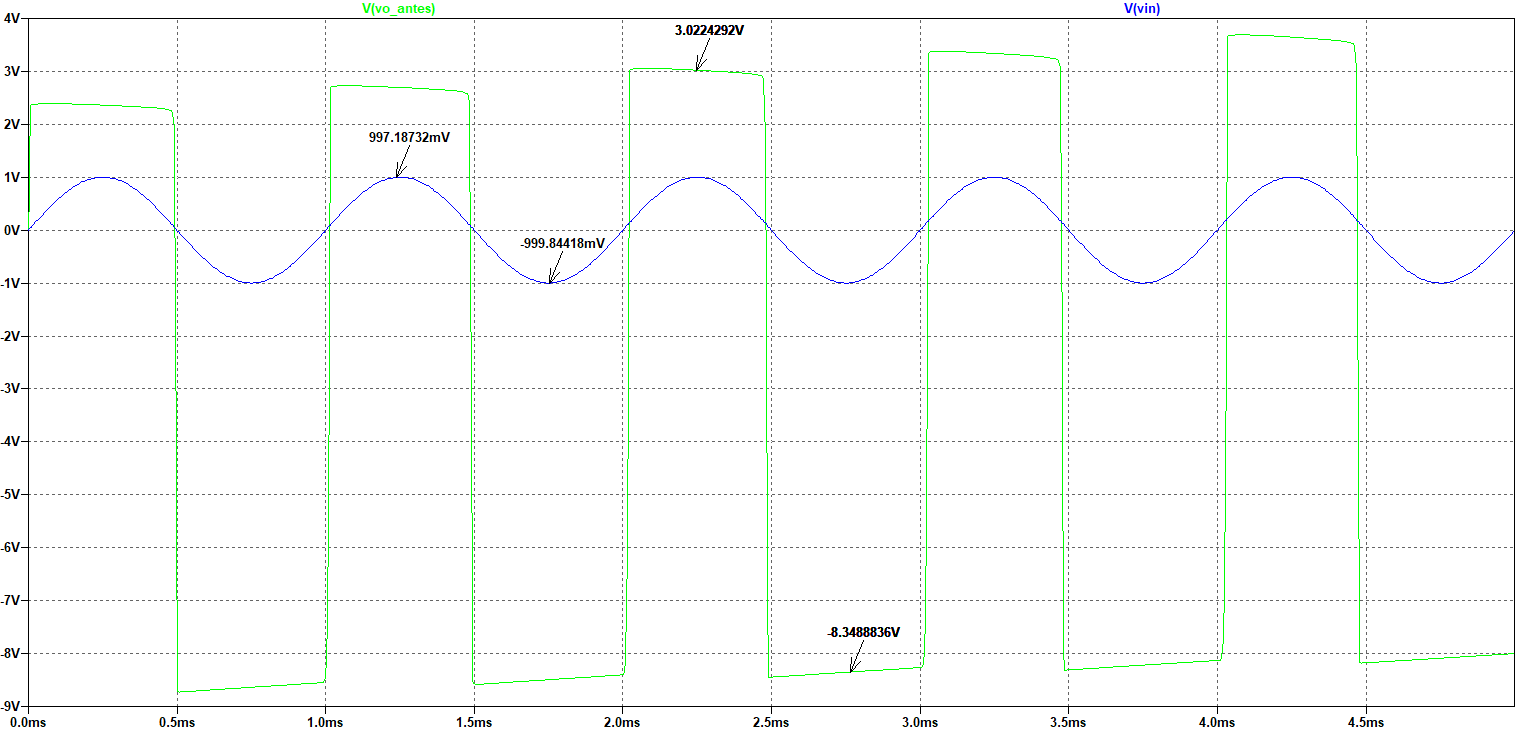 V(vo_antes) V(vin)
4V
3.0224292V
3V
2V
997.18732mV
1V
0V
-999.84418mV
-1V
-2V
-3V
-4V
-5V
-6V
-7V
-8.3488836V
-8V
-9V
0.0ms 0.5ms 1.0ms 1.5ms 2.0ms 2.5ms 3.0ms 3.5ms 4.0ms 4.5ms